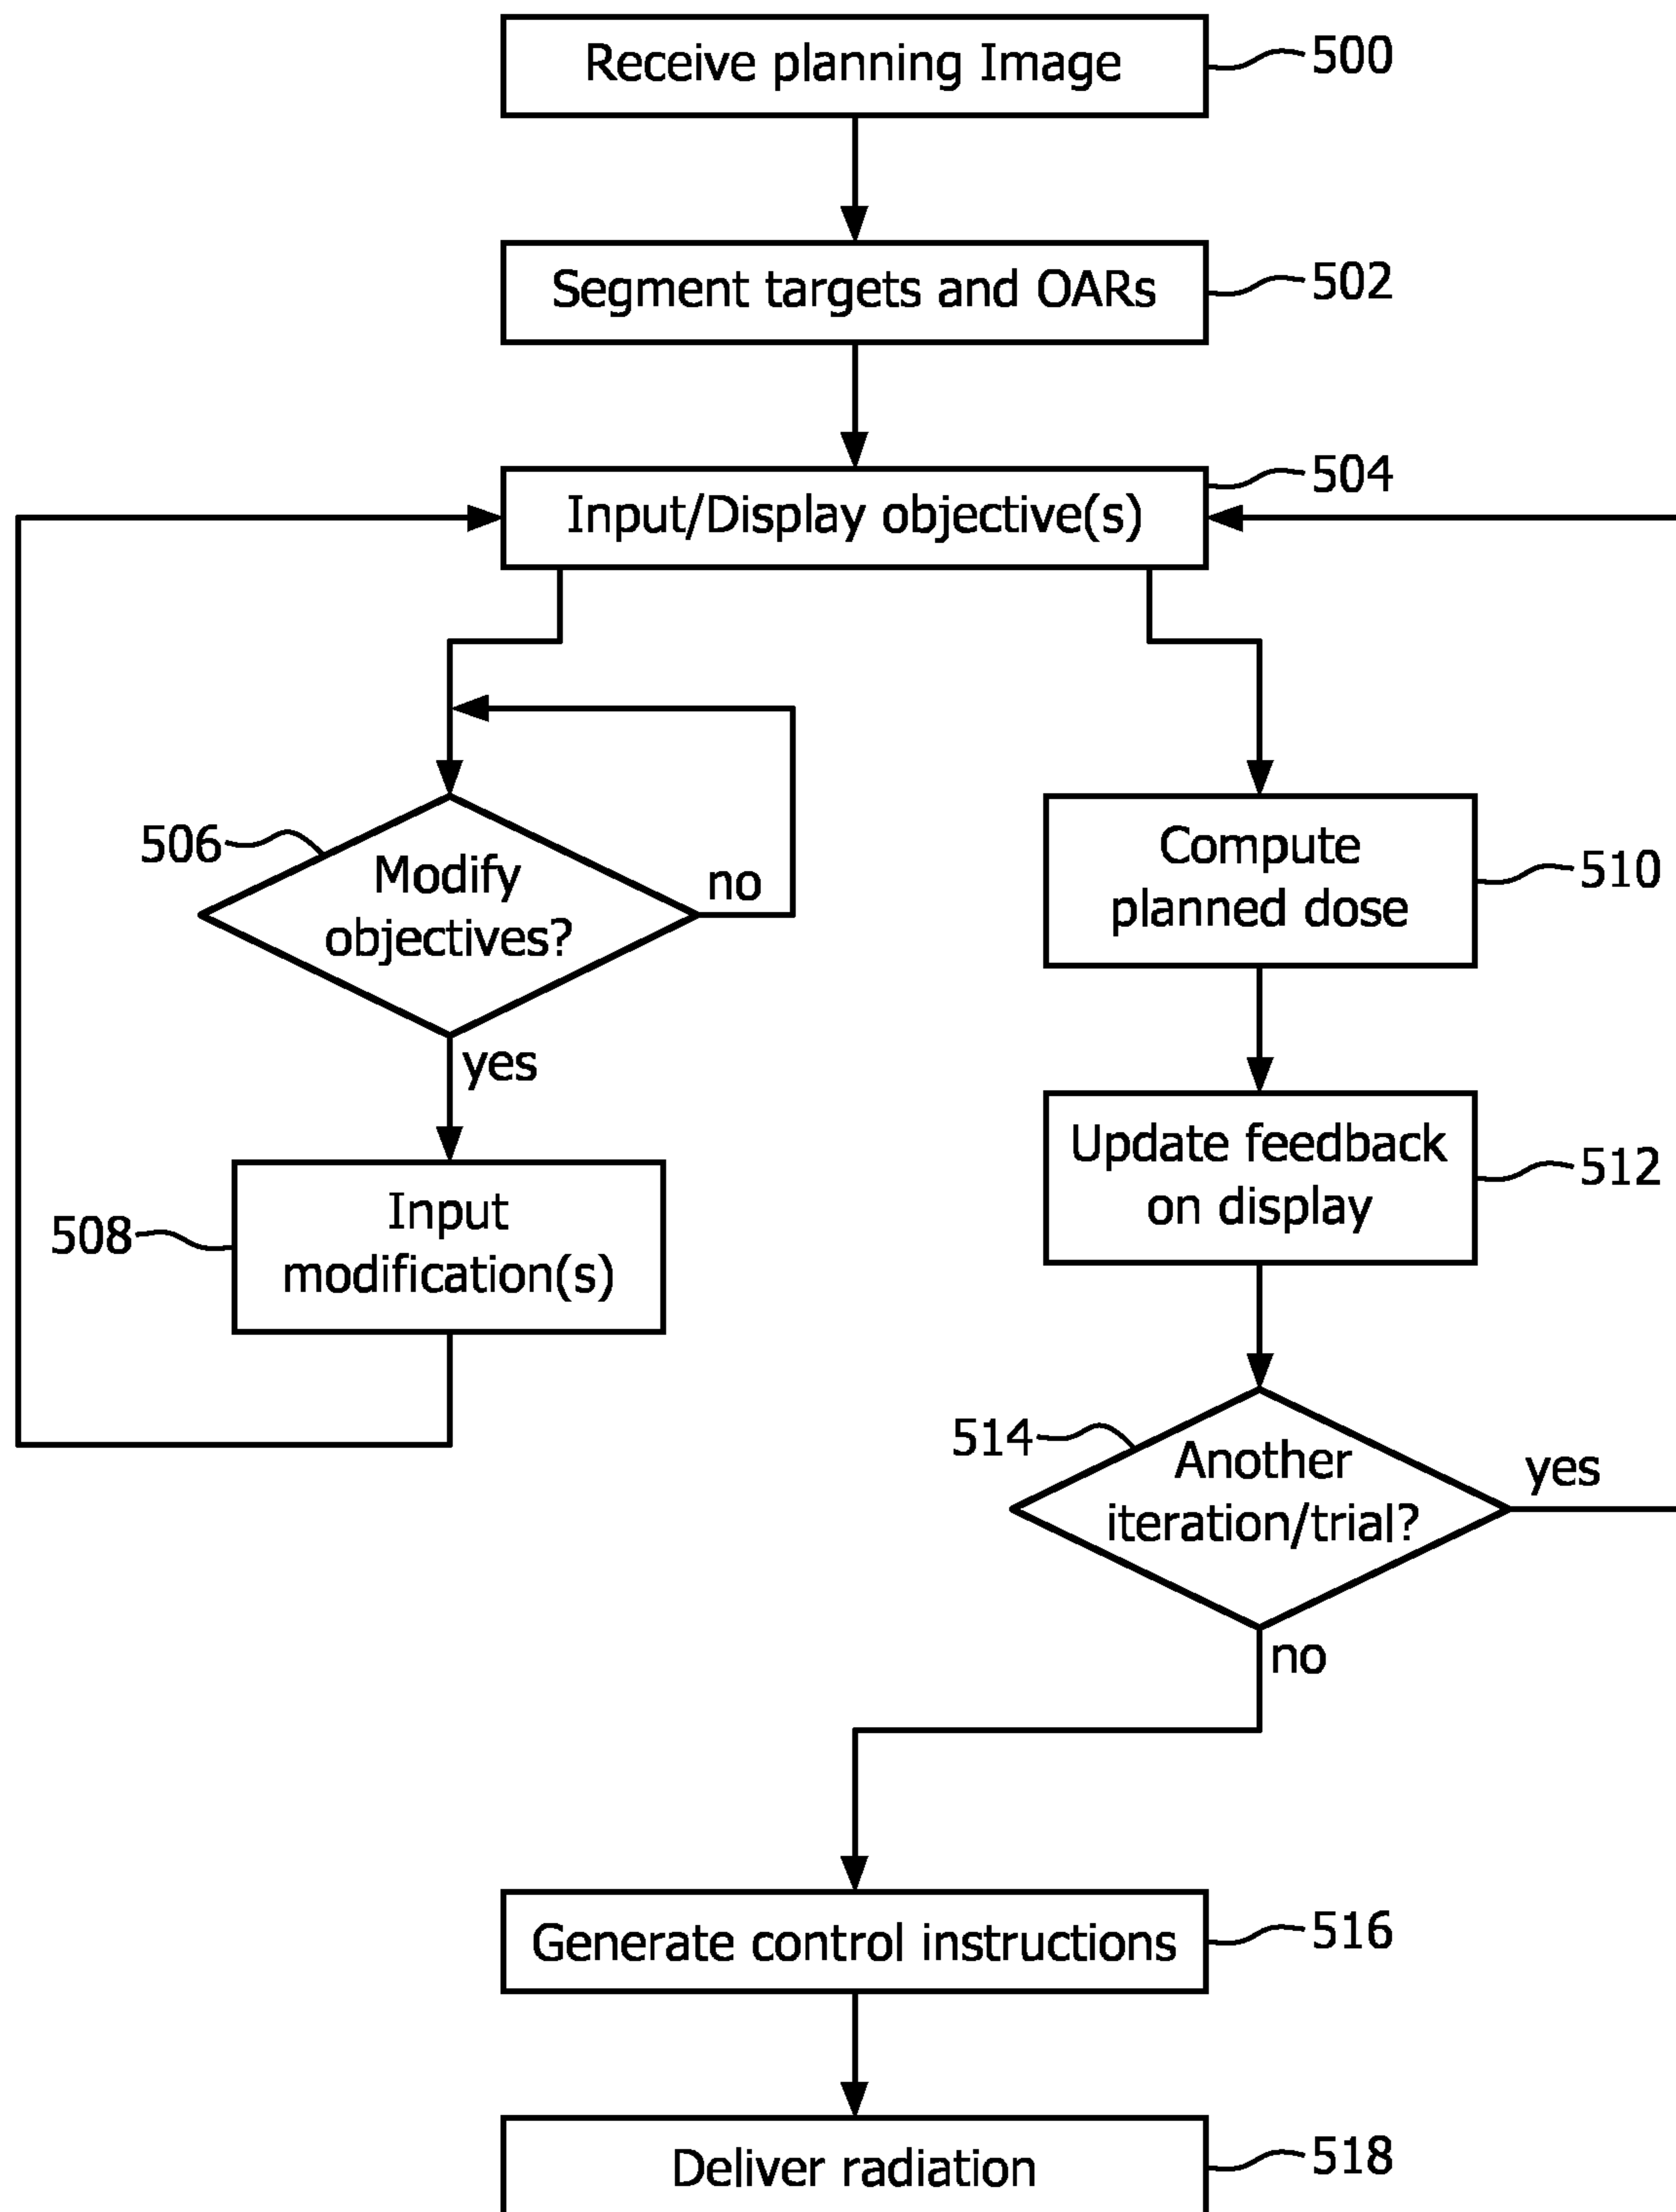 Receive planning Image
500
Segment targets and OARs
502
Input/Display objective(s)
504
506
Modify
objectives?
no
yes
Input
modification(s)
508
Compute
planned dose
510
Update feedback
on display
512
514
Another
iteration/trial?
yes
no
Generate control instructions
516
Deliver radiation
518